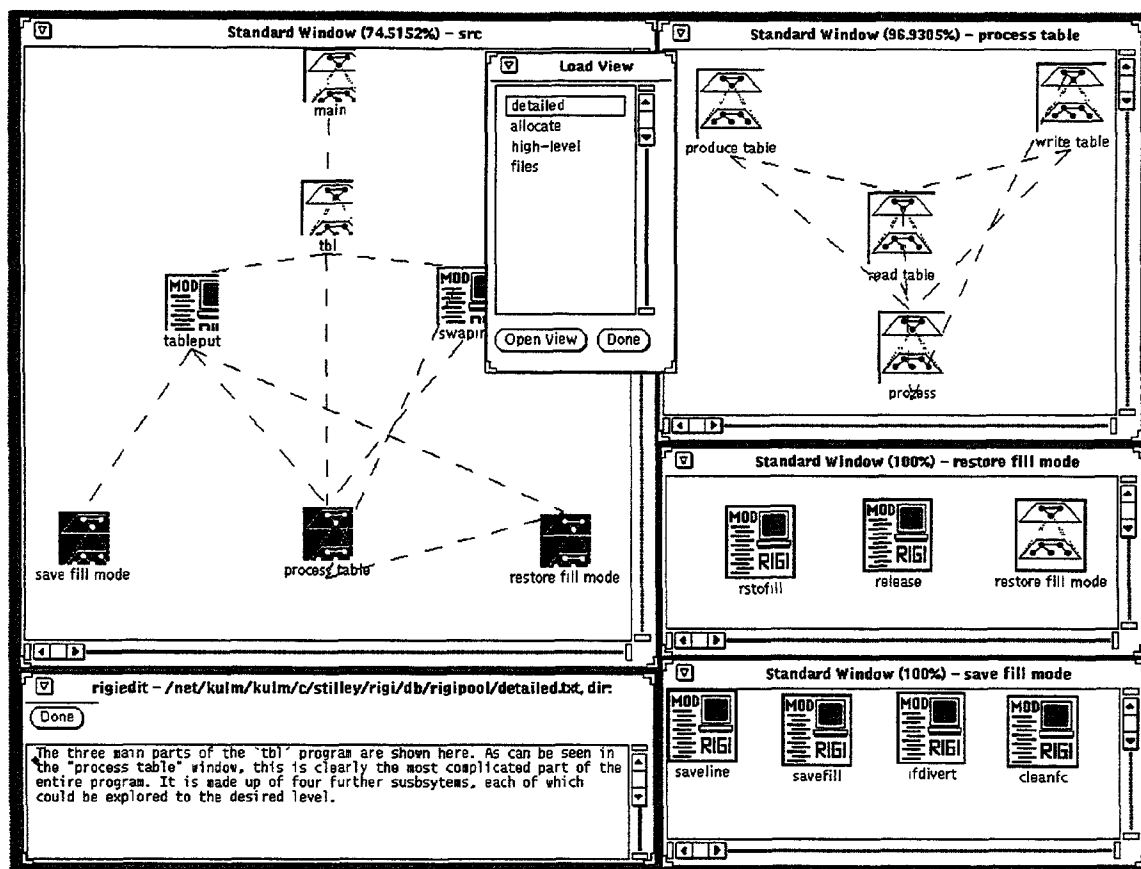 Standard Window (74.5152%) – src
main
tbl
MOD
tableput
MOD
save fill mode
process table
restore fill mode
Load View
detailed
allocate
high-level
files
Open View
Done
Standard Window (96.9305%) – process table
produce table
write table
read table
process
Standard Window (100%) – restore fill mode
MOD
RIGI
rstofill
MOD
RIGI
release
restore fill mode
rigiedit – /net/kulm/kulm/c/stilley/rigi/db/rigipool/detailed.txt, dir:
Done
The three main parts of the `tbl' program are shown here. As can be seen in
the "process table" window, this is clearly the most complicated part of the
entire program. It is made up of four further susbsytems, each of which
could be explored to the desired level.
Standard Window (100%) – save fill mode
MOD
RIGI
saveline
MOD
RIGI
savefill
MOD
RIGI
ifdivert
MOD
RIGI
cleanfc